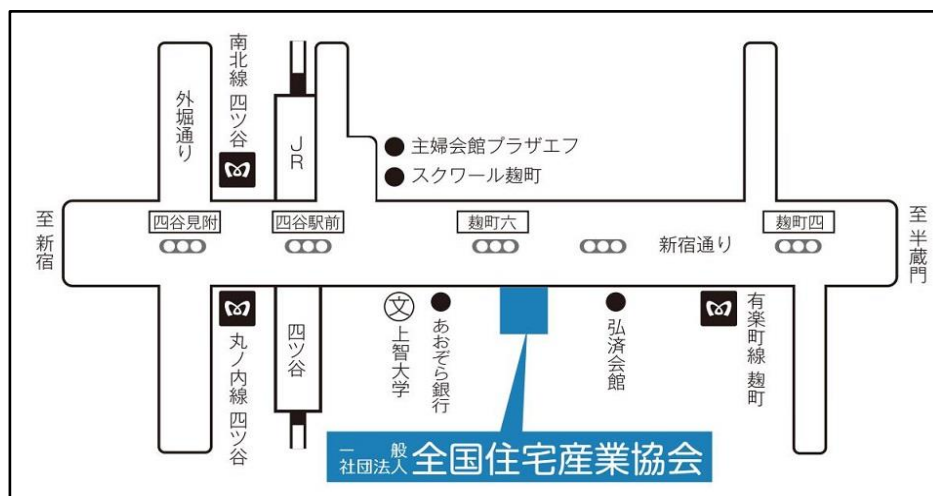 外堀通り
南北線 四ツ谷
JR
主婦会館プラザエフ
スクワール麹町
至 新宿
四谷見附
四谷駅前
麹町六
新宿通り
麹町四
至 半蔵門
丸ノ内線 四ツ谷
四ツ谷
文
上智大学
あおぞら銀行
弘済会館
有楽町線 麹町
一般
社団法人
全国住宅産業協会